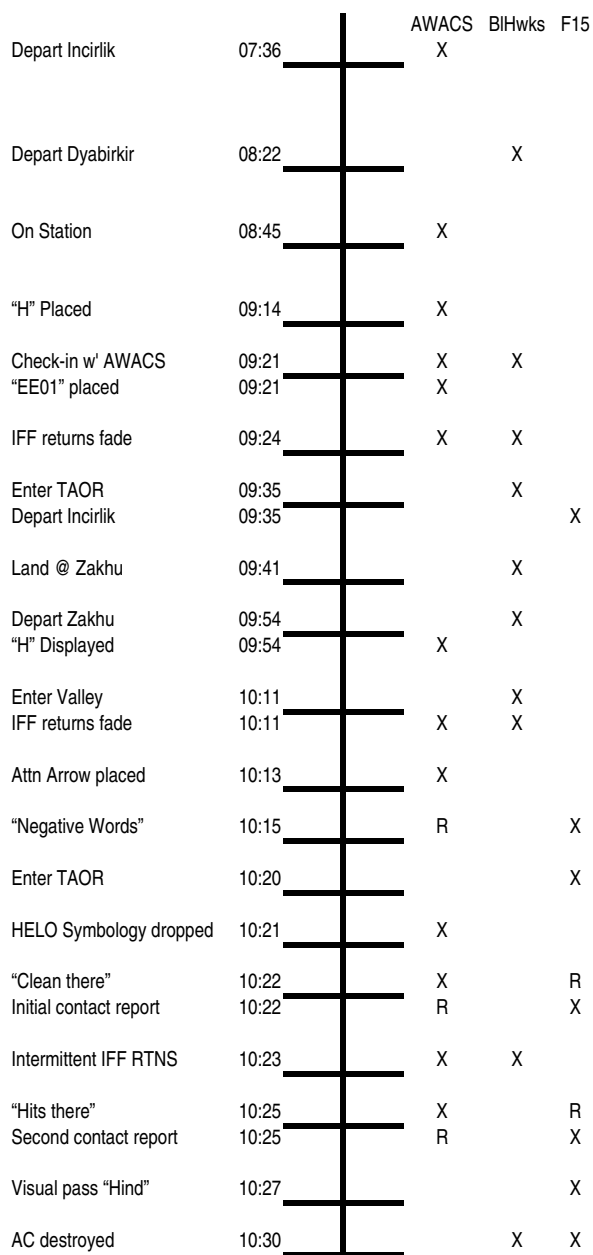 AWACS BlHwks F15
Depart Incirlik 07:36 X
Depart Dyabirkir 08:22 X
On Station 08:45 X
“H” Placed 09:14 X
Check-in w' AWACS 09:21 X X
“EE01” placed 09:21 X
IFF returns fade 09:24 X X
Enter TAOR 09:35 X
Depart Incirlik 09:35 X
Land @ Zakhu 09:41 X
Depart Zakhu 09:54 X
“H” Displayed 09:54 X
Enter Valley 10:11 X
IFF returns fade 10:11 X X
Attn Arrow placed 10:13 X
“Negative Words” 10:15 R X
Enter TAOR 10:20 X
HELO Symbology dropped 10:21 X
“Clean there” 10:22 X R
Initial contact report 10:22 R X
Intermittent IFF RTNS 10:23 X X
“Hits there” 10:25 X R
Second contact report 10:25 R X
Visual pass “Hind” 10:27 X
AC destroyed 10:30 X X